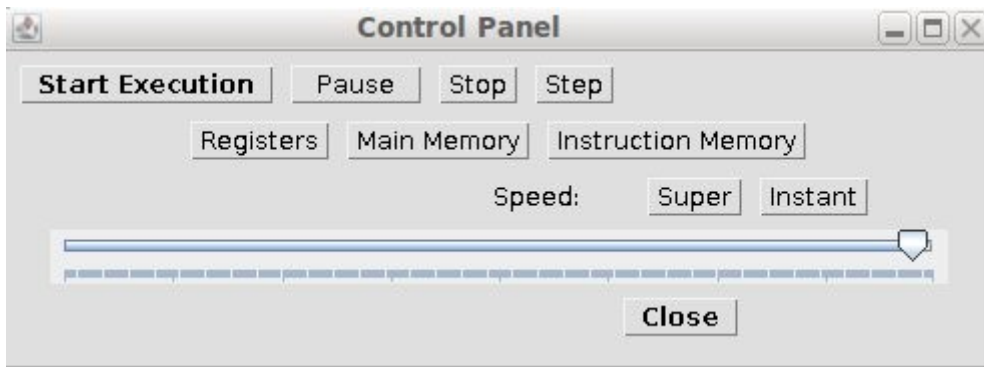 Control Panel
Start Execution Pause Stop Step
Registers Main Memory Instruction Memory
Speed: Super Instant
Close